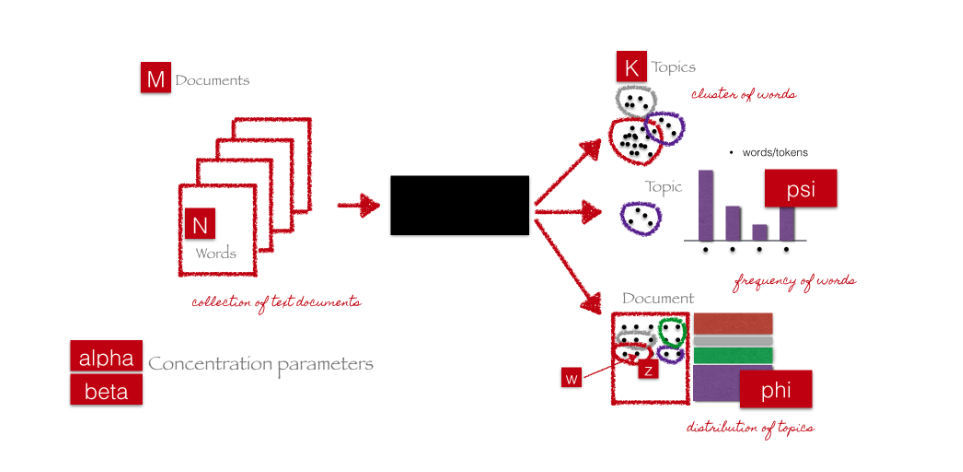 M Documents
N
Words
collection of text documents
alpha
beta
Concentration parameters
K Topics
cluster of words
• words/tokens
Topic
psi
frequency of words
Document
w
z
phi
distribution of topics